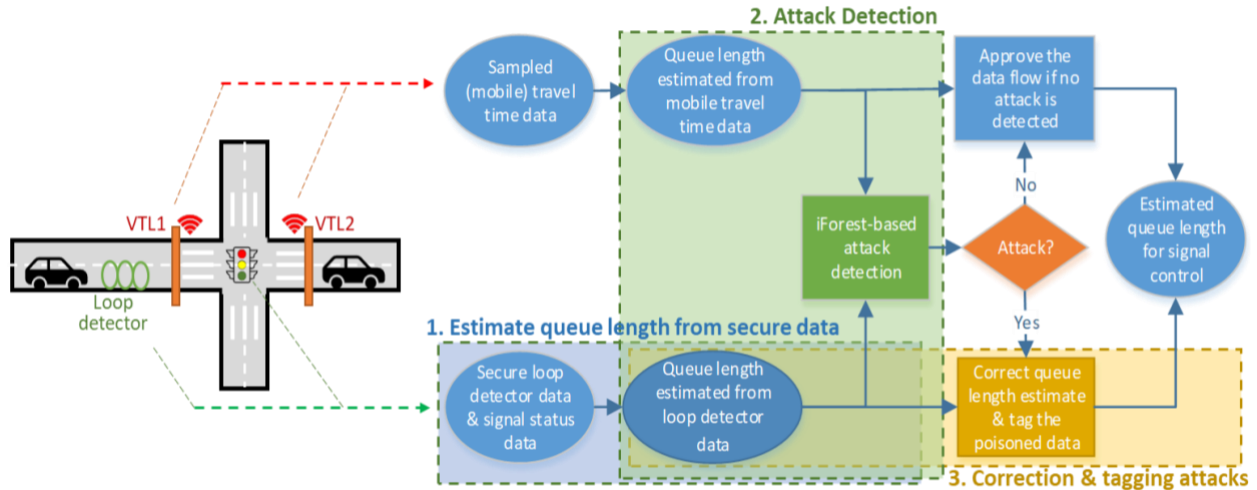 2. Attack Detection
Sampled
(mobile) travel
time data
Queue length
estimated from
mobile travel
time data
Approve the
data flow if no
attack is
detected
No
VTL1
VTL2
iForest-based
attack
detection
Attack?
Estimated
queue length
for signal
control
Loop
detector
Yes
1. Estimate queue length from secure data
Secure loop
detector data
& signal status
data
Queue length
estimated from
loop detector
data
Correct queue
length estimate
& tag the
poisoned data
3. Correction & tagging attacks